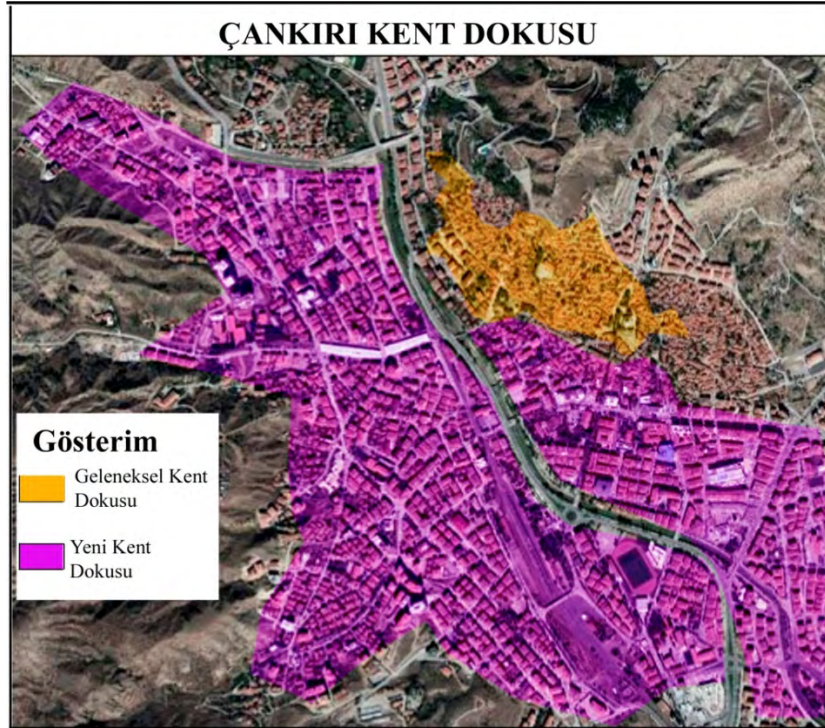 ÇANKIRI KENT DOKUSU
Gösterim
Geleneksel Kent
Dokusu
Yeni Kent
Dokusu